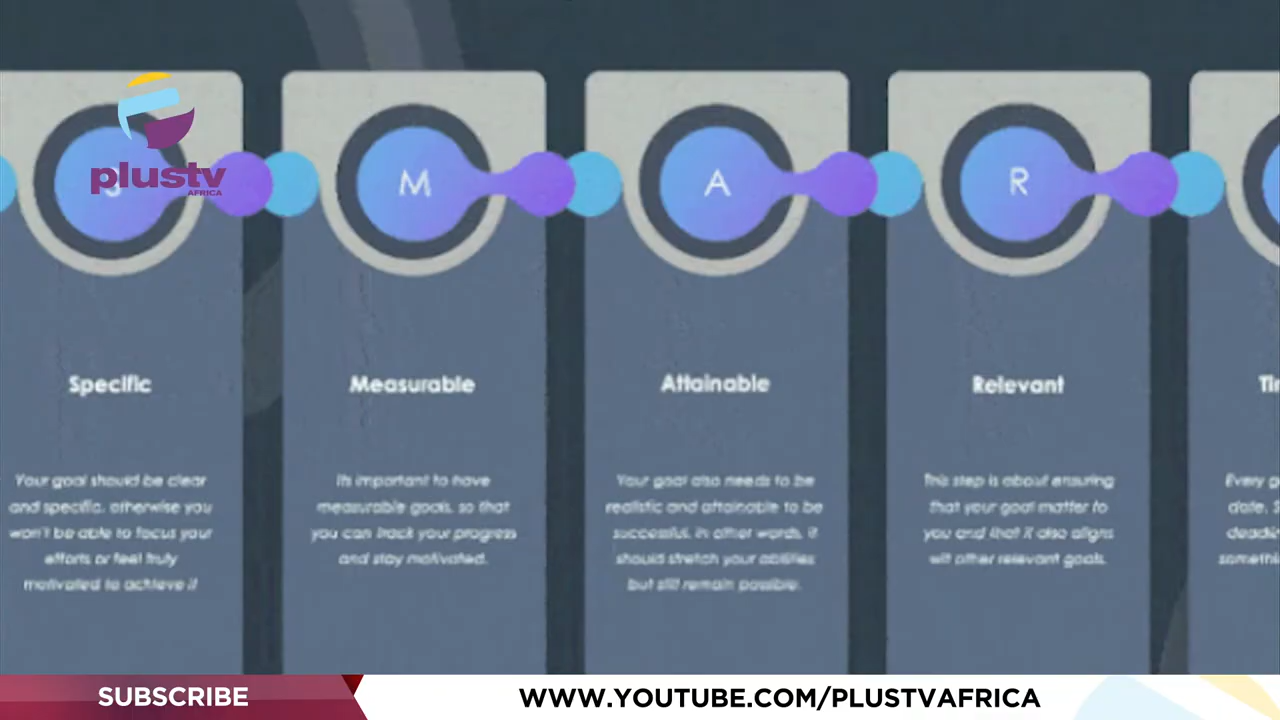 plustv
AFRICA
M
A
R
Specific
Measurable
Attainable
Relevant
Your goal should be clear
and specific, otherwise you
won't be able to focus your
efforts or feel truly
motivated to achieve it
Its important to have
measurable goals, so that
you can track your progress
and stay motivated.
Your goal also needs to be
realistic and attainable to be
successful. In other words, it
should stretch your abilities
but still remain possible.
This step is about ensuring
that your goal matter to
you and that it also aligns
wit other relevant goals.
Every
date,
SUBSCRIBE
WWW.YOUTUBE.COM/PLUSTVAFRICA